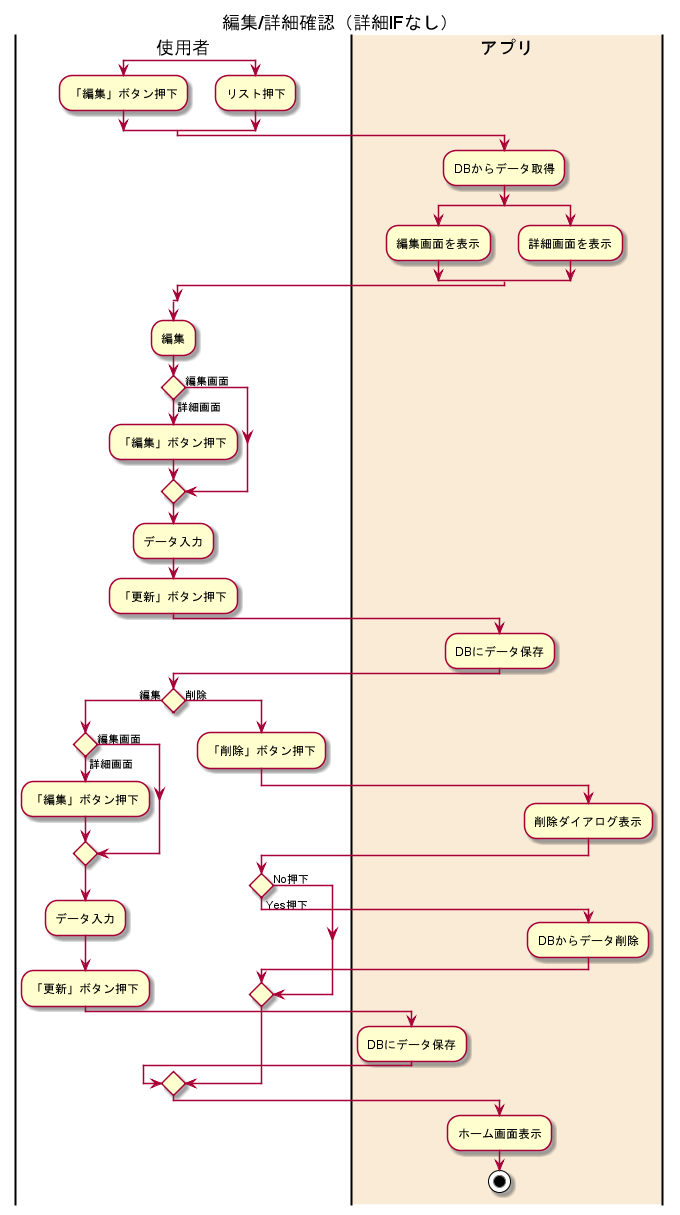 編集/詳細確認（詳細IFなし）
使用者
アプリ
「編集」ボタン押下
リスト押下
DBからデータ取得
編集画面を表示
詳細画面を表示
編集
編集画面
詳細画面
「編集」ボタン押下
データ入力
「更新」ボタン押下
DBにデータ保存
編集
削除
編集画面
詳細画面
「削除」ボタン押下
「編集」ボタン押下
削除ダイアログ表示
No押下
Yes押下
データ入力
DBからデータ削除
「更新」ボタン押下
DBにデータ保存
ホーム画面表示